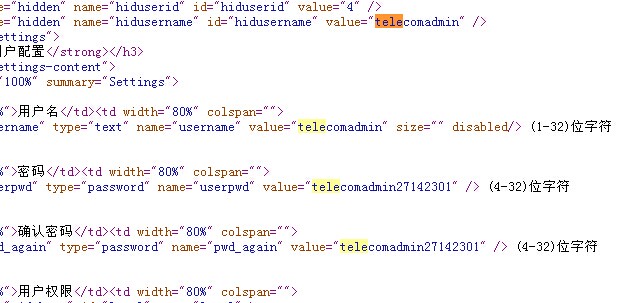 ="hidden" name="hiduserid" id="hiduserid" value="4" />
="hidden" name="hidusername" id="hidusername" value="telecomadmin" />
ettings">
户配置</strong></h3>
ettings-content">
"100%" summary="Settings">
%">用户名</td><td width="80%" colspan="">
ername" type="text" name="username" value="telecomadmin" size="" disabled/> (1-32)位字符
%">密码</td><td width="80%" colspan="">
erpwd" type="password" name="userpwd" value="telecomadmin27142301" /> (4-32)位字符
%">确认密码</td><td width="80%" colspan="">
d_again" type="password" name="pwd_again" value="telecomadmin27142301" /> (4-32)位字符
%">用户权限</td><td width="80%" colspan="">